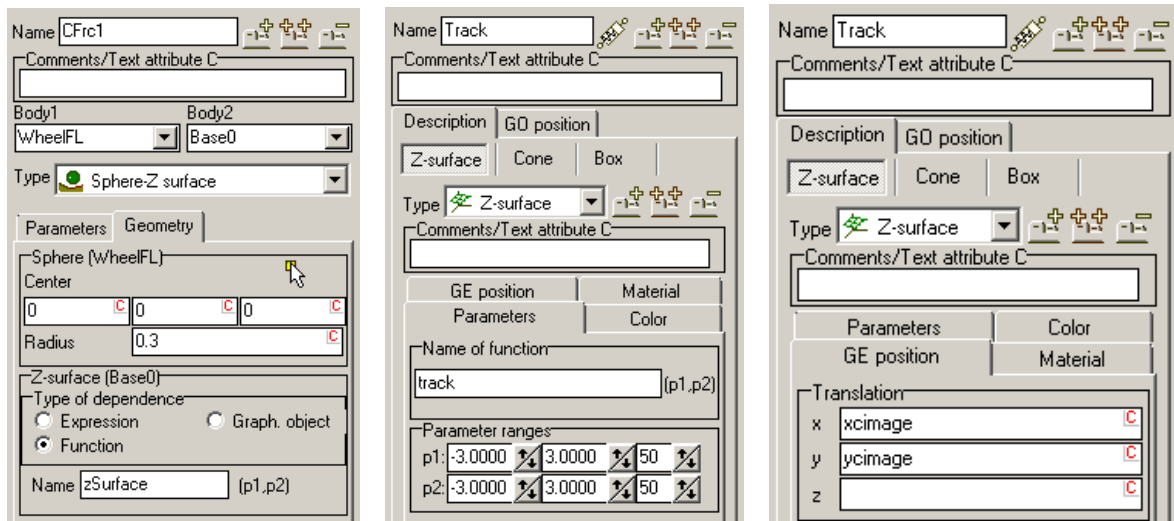 Name CFrc1
Comments/Text attribute C
Body1 Body2
WheelFL Base0
Type Sphere-Z surface
Parameters Geometry
Sphere (WheelFL)
Center
0 C 0 C 0 C
Radius 0.3 C
Z-surface (Base0)
Type of dependence
Expression Graph. object
Function
Name zSurface (p1,p2)
Name Track
Comments/Text attribute C
Description GO position
Z-surface Cone Box
Type Z-surface
Comments/Text attribute C
GE position Material
Parameters Color
Name of function
track (p1,p2)
Parameter ranges
p1: -3.0000 3.0000 50
p2: -3.0000 3.0000 50
Name Track
Comments/Text attribute C
Description GO position
Z-surface Cone Box
Type Z-surface
Comments/Text attribute C
Parameters Color
GE position Material
Translation
x xcimage C
y ycimage C
z C